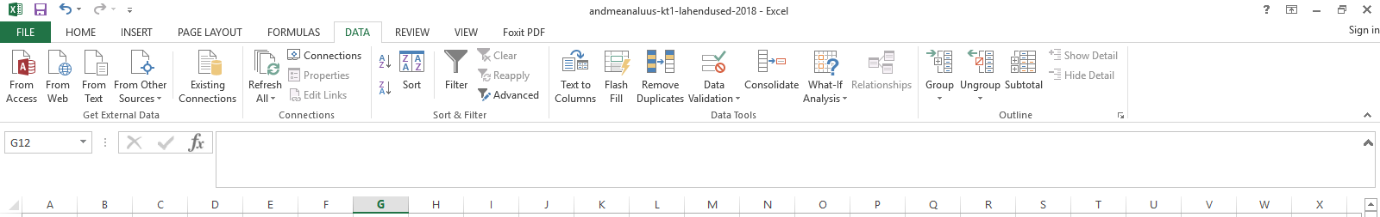 andmeanaluus-kt1-lahendused-2018 - Excel
?
FILE HOME INSERT PAGE LAYOUT FORMULAS DATA REVIEW VIEW Foxit PDF Sign in
From Access
From Web
From Text
From Other Sources
Existing Connections
Get External Data
Refresh All
Connections
Properties
Edit Links
Connections
Sort
Filter
Clear
Reapply
Advanced
Sort & Filter
Text to Columns
Flash Fill
Remove Duplicates
Data Validation
Consolidate
What-If Analysis
Relationships
Data Tools
Group
Ungroup
Subtotal
Show Detail
Hide Detail
Outline
G12 fx
A B C D E F G H I J K L M N O P Q R S T U V W X